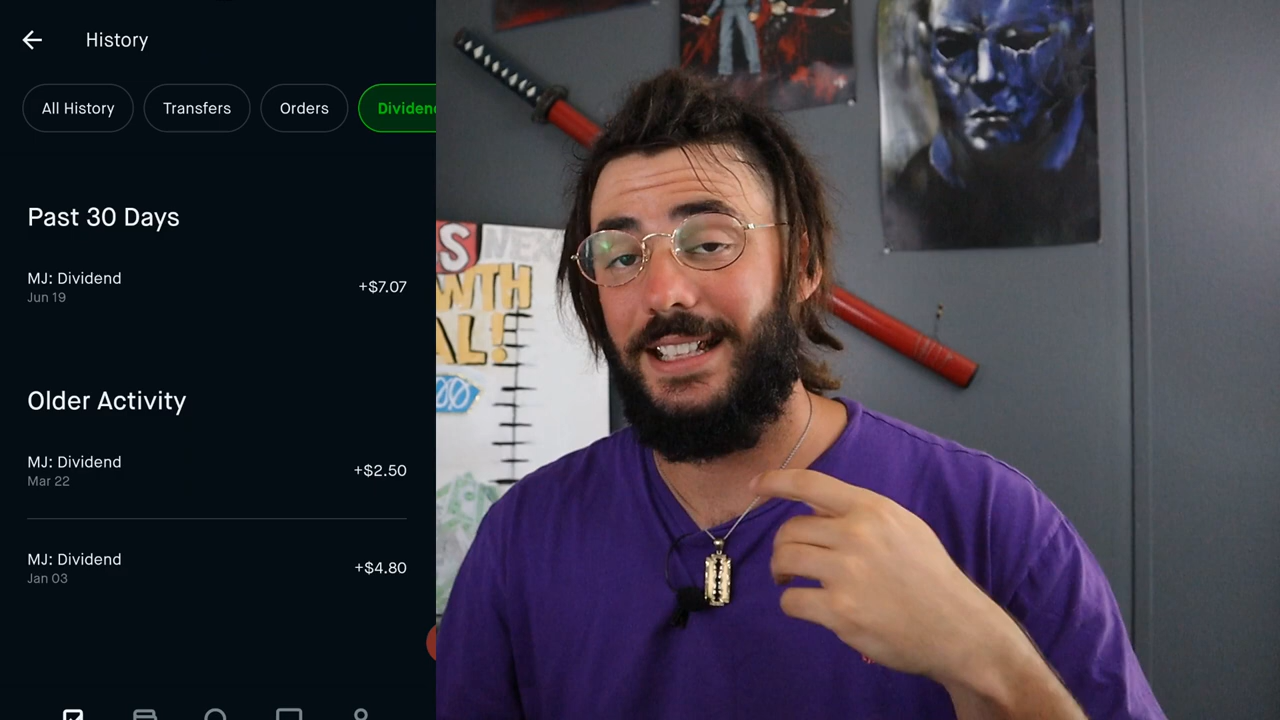 History
All History
Transfers
Orders
Past 30 Days
MJ: Dividend
Jun 19
+$7.07
Older Activity
MJ: Dividend
Mar 22
+$2.50
MJ: Dividend
Jan 03
+$4.80